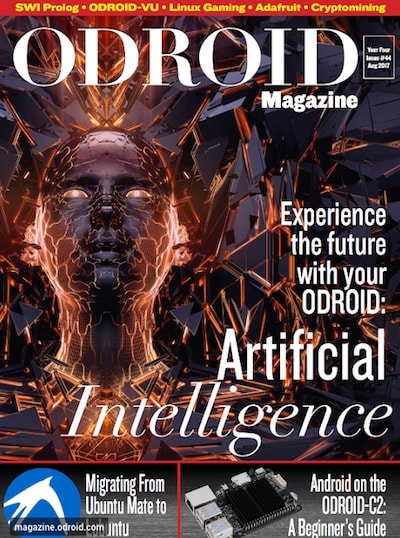 SWI Prolog • ODROID-VU • Linux Gaming • Adafruit • Cryptomining
ODROID
Magazine
Year Four
Issue #44
Aug 2017
Experience
the future
with your
ODROID:
Artificial
Intelligence
Migrating From
Ubuntu Mate to
untu
magazine.odroid.com
Android on the
ODROID-C2:
A Beginner's Guide